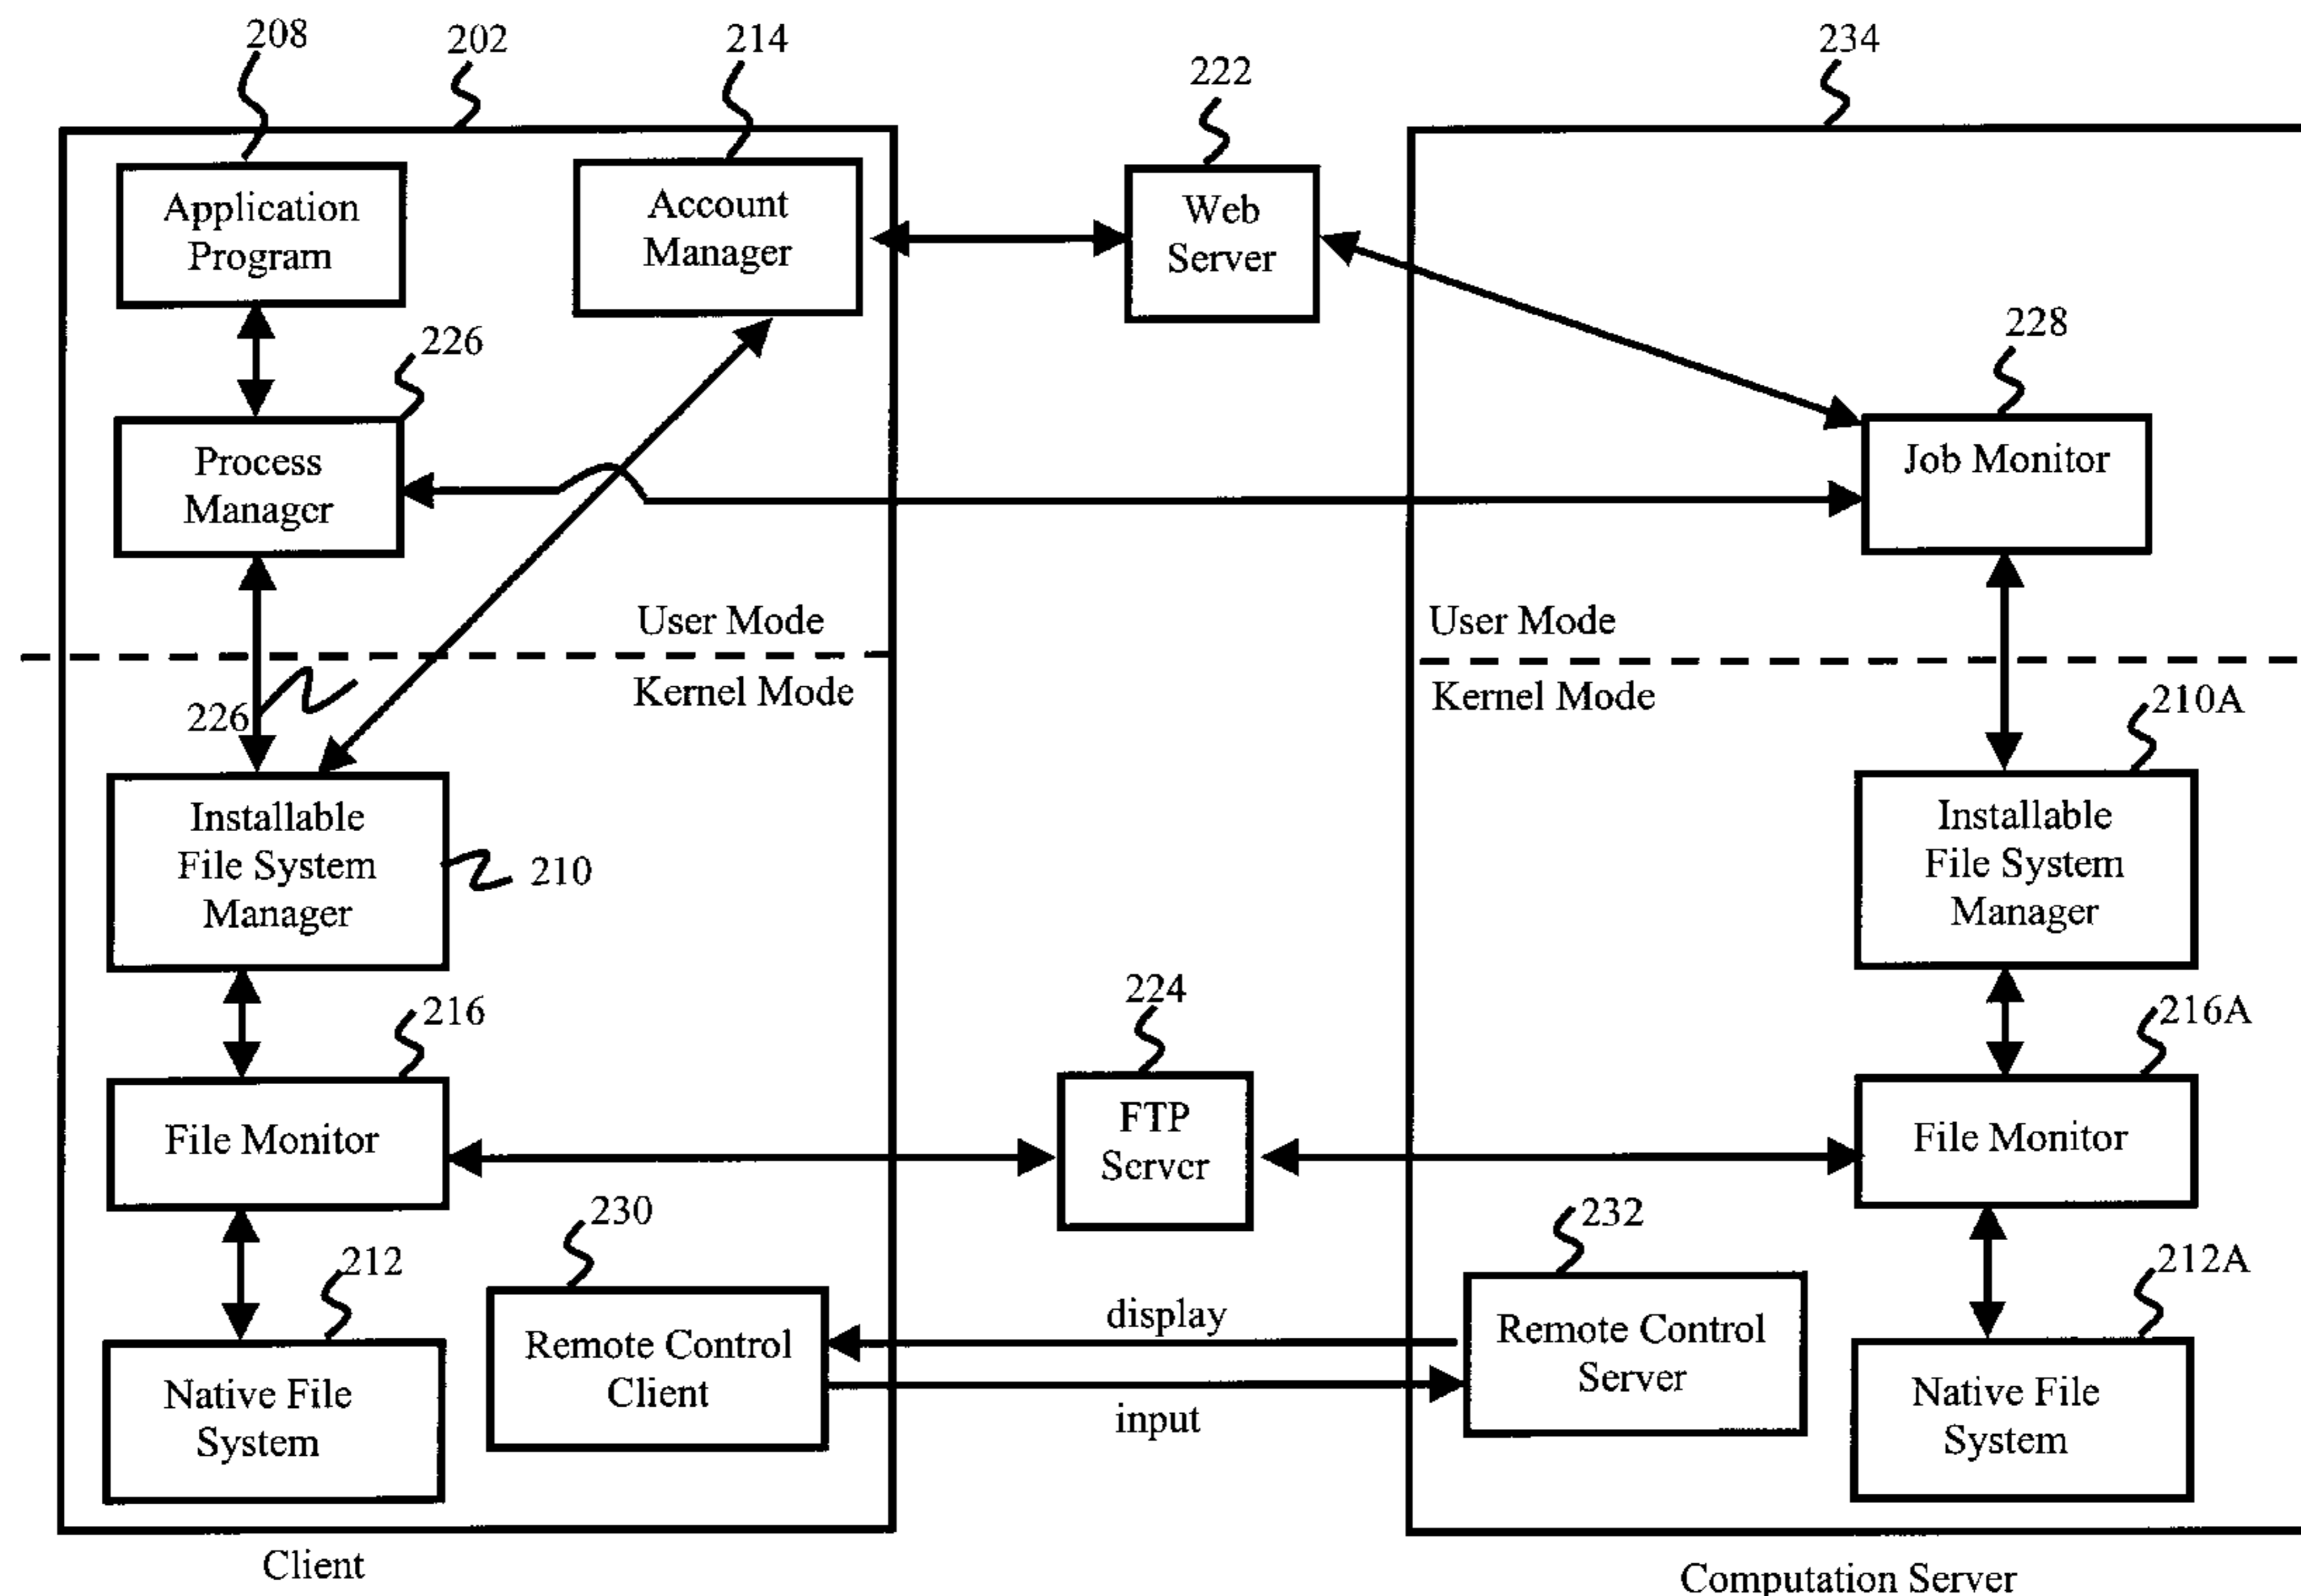 208
202
214
222
234
Application
Program
Account
Manager
Web
Server
226
228
Process
Manager
Job Monitor
User Mode
User Mode
Kernel Mode
Kernel Mode
226
210A
Installable
File System
Manager
210
Installable
File System
Manager
224
216
216A
File Monitor
FTP
Server
File Monitor
230
232
212
212A
display
Remote Control
Client
Remote Control
Server
Native File
System
input
Native File
System
Client
Computation Server